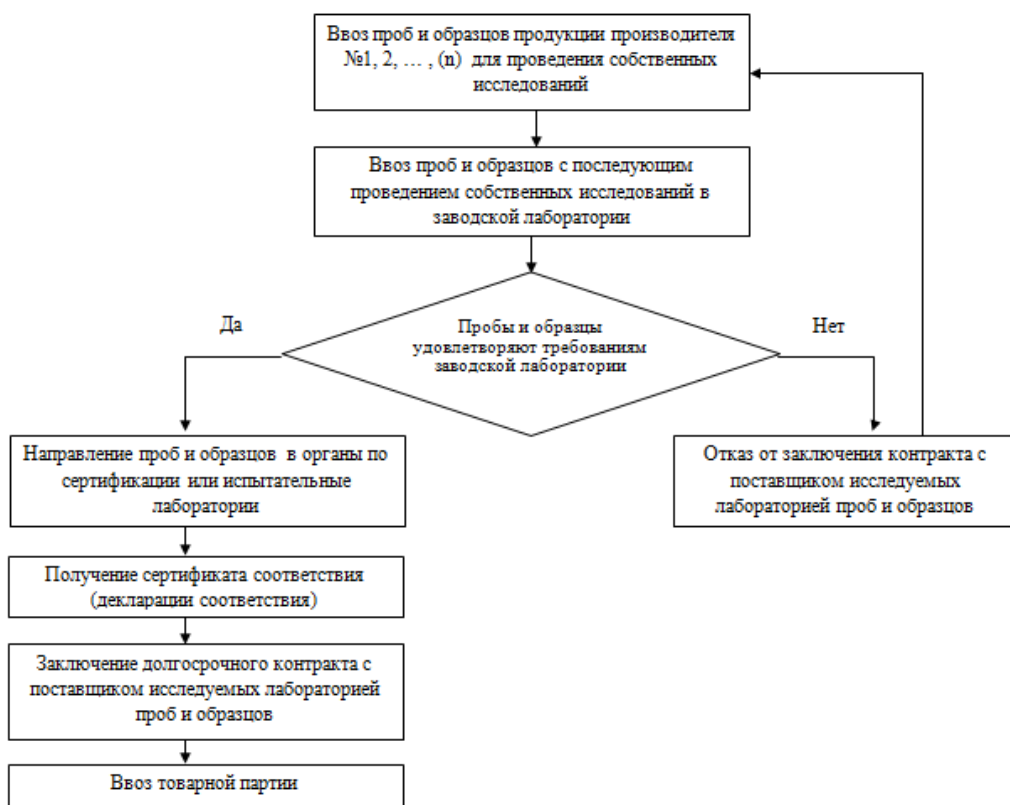 Ввоз проб и образцов продукции производителя
№1, 2, … , (n) для проведения собственных
исследований
Ввоз проб и образцов с последующим
проведением собственных исследований в
заводской лаборатории
Да
Пробы и образцы
удовлетворяют требованиям
заводской лаборатории
Нет
Направление проб и образцов в органы по
сертификации или испытательные
лаборатории
Отказ от заключения контракта с
поставщиком исследуемых
лабораторией проб и образцов
Получение сертификата соответствия
(декларации соответствия)
Заключение долгосрочного контракта с
поставщиком исследуемых лабораторией
проб и образцов
Ввоз товарной партии